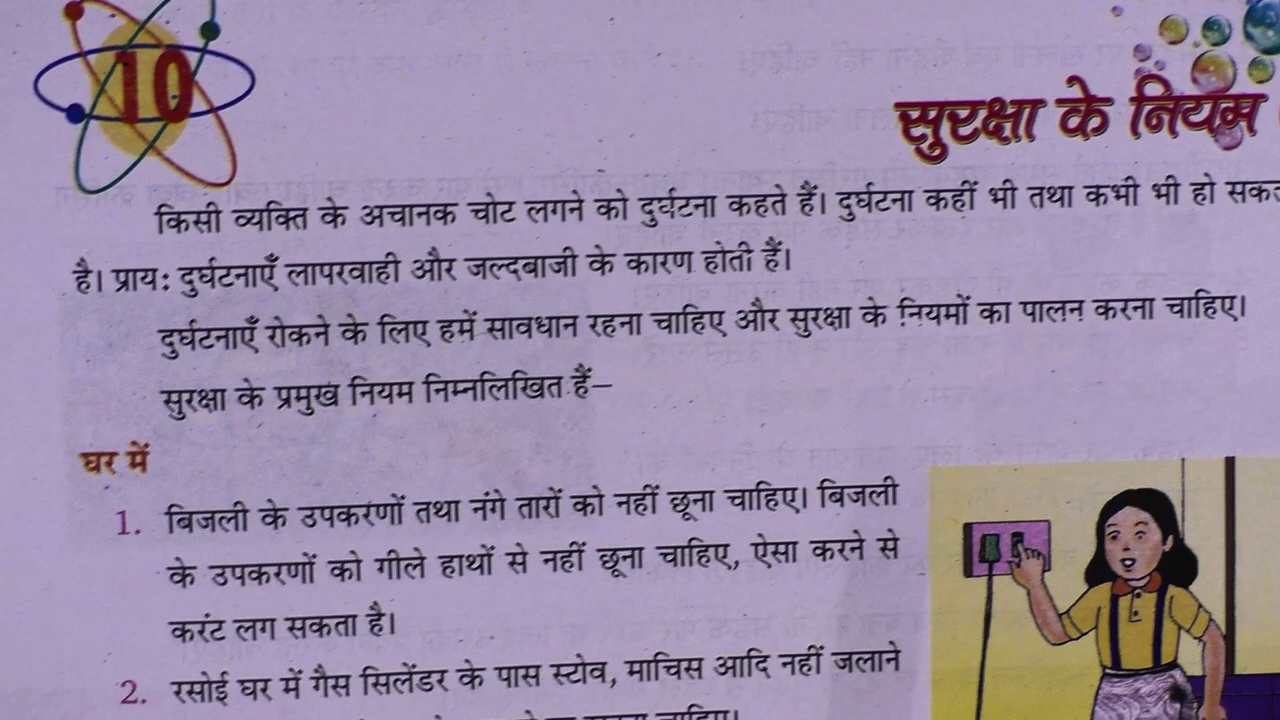 10
सुरक्षा के नियम
किसी व्यक्ति के अचानक चोट लगने को दुर्घटना कहते हैं। दुर्घटना कहीं भी तथा कभी भी हो
है। प्राय: दुर्घटनाएँ लापरवाही और जल्दबाजी के कारण होती हैं।
दुर्घटनाएँ रोकने के लिए हमें सावधान रहना चाहिए और सुरक्षा के नियमों का पालन करना चाहिए।
सुरक्षा के प्रमुख नियम निम्नलिखित हैं–
घर में
1. बिजली के उपकरणों तथा नंगे तारों को नहीं छूना चाहिए। बिजली
के उपकरणों को गीले हाथों से नहीं छूना चाहिए, ऐसा करने से
करंट लग सकता है।
2. रसोई घर में गैस सिलेंडर के पास स्टोव, माचिस आदि नहीं जलाने